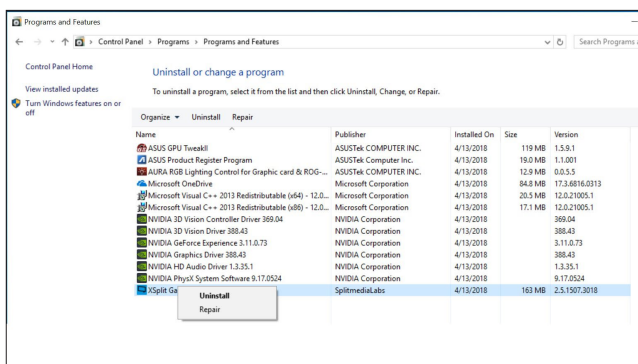 Programs and Features
Control Panel > Programs > Programs and Features
Search Programs
Control Panel Home
View installed updates
Turn Windows features on or
off
Uninstall or change a program
To uninstall a program, select it from the list and then click Uninstall, Change, or Repair.
Organize Uninstall Repair
Name Publisher Installed On Size Version
ASUS GPU TweakII ASUSTek COMPUTER INC. 4/13/2018 119 MB 1.5.9.1
ASUS Product Register Program ASUSTek Computer Inc. 4/13/2018 19.0 MB 1.1.001
AURA RGB Lighting Control for Graphic card & ROG-... ASUSTek COMPUTER INC. 4/13/2018 12.9 MB 0.0.5.5
Microsoft OneDrive Microsoft Corporation 4/13/2018 84.8 MB 17.3.6816.0313
Microsoft Visual C++ 2013 Redistributable (x64) - 12.0... Microsoft Corporation 4/13/2018 20.5 MB 12.0.21005.1
Microsoft Visual C++ 2013 Redistributable (x86) - 12.0... Microsoft Corporation 4/13/2018 17.1 MB 12.0.21005.1
NVIDIA 3D Vision Controller Driver 369.04 NVIDIA Corporation 4/13/2018 369.04
NVIDIA 3D Vision Driver 388.43 NVIDIA Corporation 4/13/2018 388.43
NVIDIA GeForce Experience 3.11.0.73 NVIDIA Corporation 4/13/2018 3.11.0.73
NVIDIA Graphics Driver 388.43 NVIDIA Corporation 4/13/2018 388.43
NVIDIA HD Audio Driver 1.3.35.1 NVIDIA Corporation 4/13/2018 1.3.35.1
NVIDIA PhysX System Software 9.17.0524 NVIDIA Corporation 4/13/2018 9.17.0524
XSplit Ga SplitmediaLabs 4/13/2018 163 MB 2.5.1507.3018
Uninstall
Repair